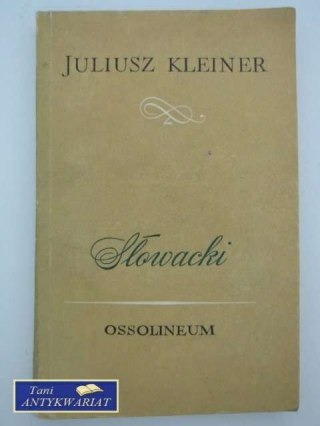 JULIUSZ KLEINER
Słowacki
OSSOLINEUM
Tani
ANTYKWARIAT